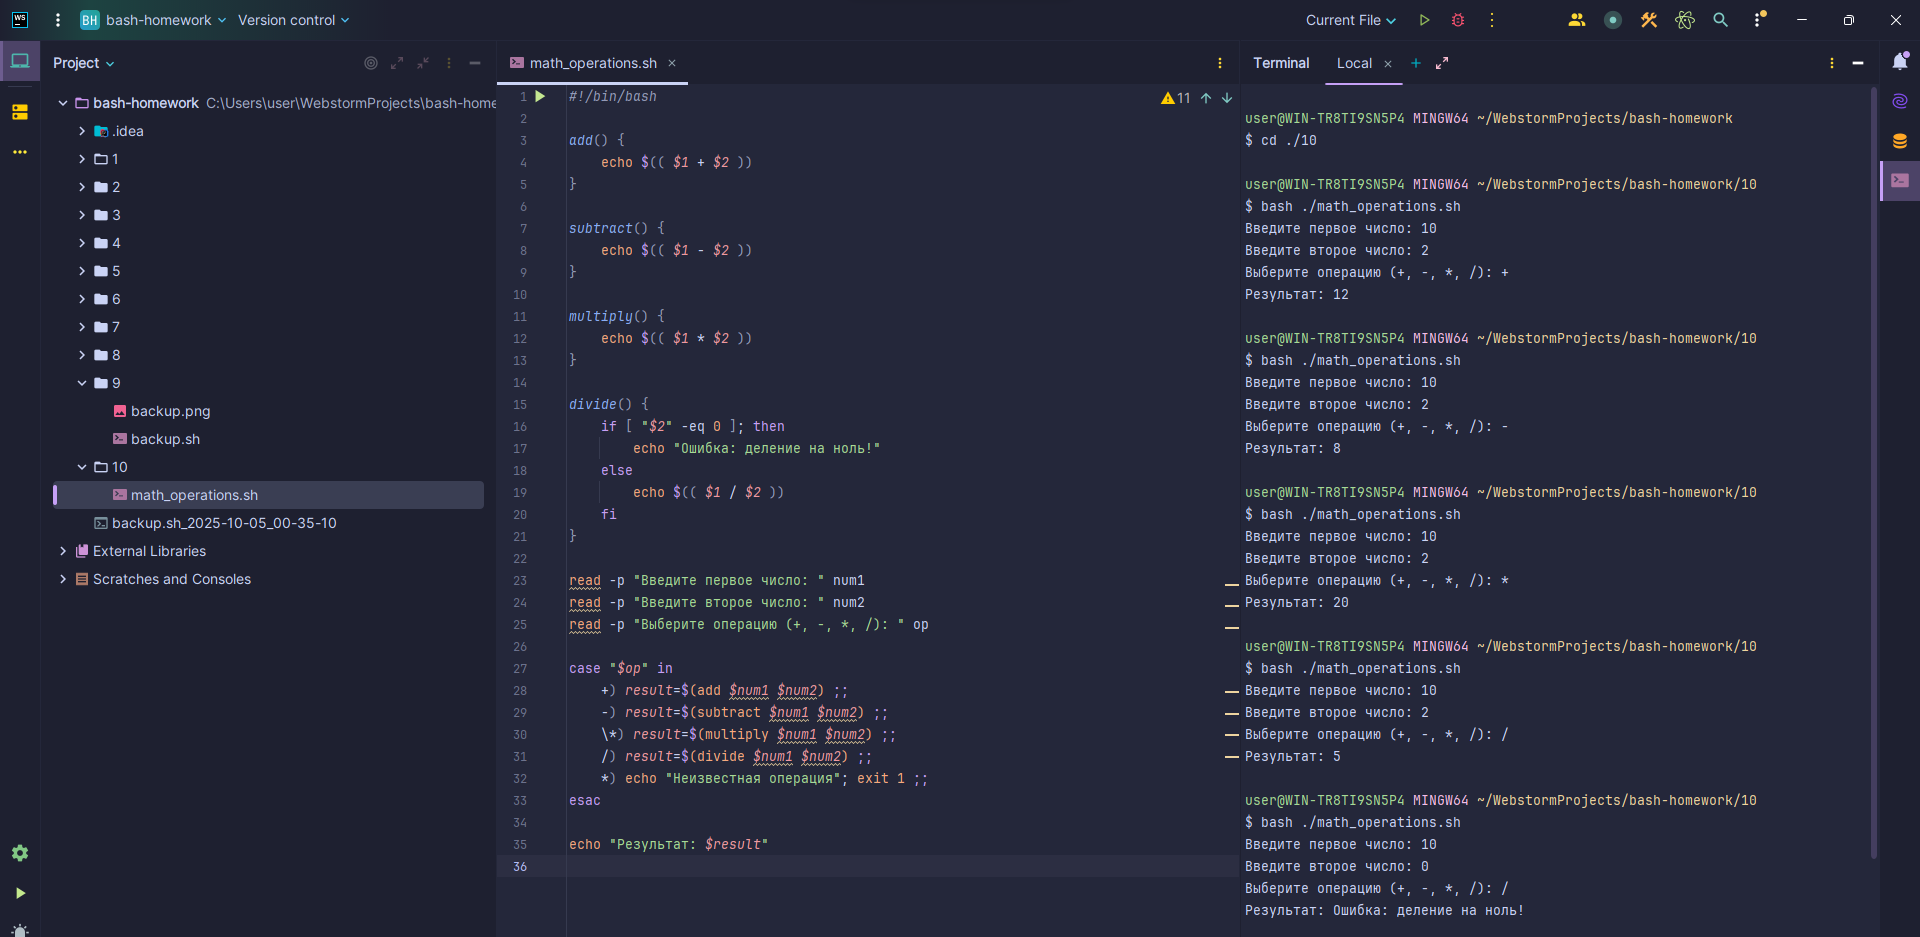 WS
BH bash-homework Version control
Current File
Project
bash-homework C:\Users\user\WebstormProjects\bash-home
.idea
1
2
3
4
5
6
7
8
9
backup.png
backup.sh
10
math_operations.sh
backup.sh_2025-10-05_00-35-10
External Libraries
Scratches and Consoles
math_operations.sh
11
1 #!/bin/bash
2
3 add() {
4     echo $(( $1 + $2 ))
5 }
6
7 subtract() {
8     echo $(( $1 - $2 ))
9 }
10
11 multiply() {
12     echo $(( $1 * $2 ))
13 }
14
15 divide() {
16     if [ "$2" -eq 0 ]; then
17         echo "Ошибка: деление на ноль!"
18     else
19         echo $(( $1 / $2 ))
20     fi
21 }
22
23 read -p "Введите первое число: " num1
24 read -p "Введите второе число: " num2
25 read -p "Выберите операцию (+, -, *, /): " op
26
27 case "$op" in
28     +) result=$(add $num1 $num2) ;;
29     -) result=$(subtract $num1 $num2) ;;
30     \*) result=$(multiply $num1 $num2) ;;
31     /) result=$(divide $num1 $num2) ;;
32     *) echo "Неизвестная операция"; exit 1 ;;
33 esac
34
35 echo "Результат: $result"
36
Terminal Local
user@WIN-TR8TI9SN5P4 MINGW64 ~/WebstormProjects/bash-homework
$ cd ./10
user@WIN-TR8TI9SN5P4 MINGW64 ~/WebstormProjects/bash-homework/10
$ bash ./math_operations.sh
Введите первое число: 10
Введите второе число: 2
Выберите операцию (+, -, *, /): +
Результат: 12
user@WIN-TR8TI9SN5P4 MINGW64 ~/WebstormProjects/bash-homework/10
$ bash ./math_operations.sh
Введите первое число: 10
Введите второе число: 2
Выберите операцию (+, -, *, /): -
Результат: 8
user@WIN-TR8TI9SN5P4 MINGW64 ~/WebstormProjects/bash-homework/10
$ bash ./math_operations.sh
Введите первое число: 10
Введите второе число: 2
Выберите операцию (+, -, *, /): *
Результат: 20
user@WIN-TR8TI9SN5P4 MINGW64 ~/WebstormProjects/bash-homework/10
$ bash ./math_operations.sh
Введите первое число: 10
Введите второе число: 2
Выберите операцию (+, -, *, /): /
Результат: 5
user@WIN-TR8TI9SN5P4 MINGW64 ~/WebstormProjects/bash-homework/10
$ bash ./math_operations.sh
Введите первое число: 10
Введите второе число: 0
Выберите операцию (+, -, *, /): /
Результат: Ошибка: деление на ноль!